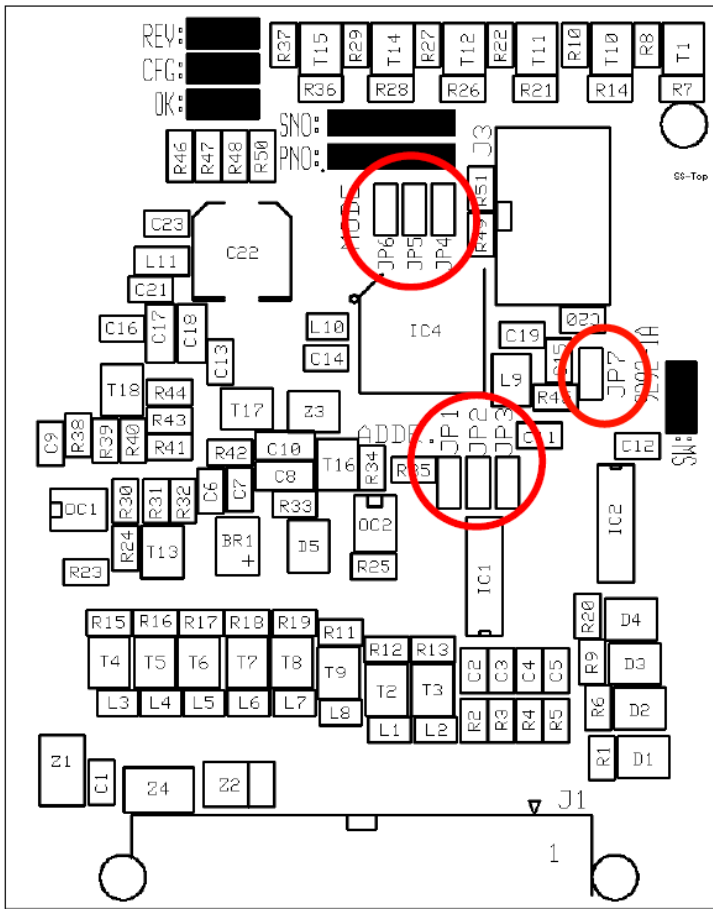 REV:
R37 T15 R29 T14 R27 T12 R22 T11 R10 T10 R8 T1
CFG:
R36 R28 R26 R21 R14 R7
OK:
SNO:
PNO:
J3
R46 R47 R48 R50
SS-Top
MODE
R51
C23
R49
JP6 JP5 JP4
C22
L11
C21
C20
C16 C17 C18
L10 IC4 C19
C13 C14 C15
JP7
L9
T18 R44 R45
T17 Z3
R43
ADDR. JP1 JP2 JP3
C9 R38 R39 R40 R41
R42 C10 C11 C12
MS:
T16 R34 R35
C8
C6 C7
OC1 R30 R31 R32 R33
OC2
IC2
R24 T13 BR1 D5
+
R23 R25
IC1
R15 R16 R17 R18 R19 R11
R20 D4
T4 T5 T6 T7 T8 T9
R12 R13
C2 C3 C4 C5
R9 D3
T2 T3
L3 L4 L5 L6 L7 L8
R6 D2
L1 L2
R2 R3 R4 R5
Z1 C1 Z4 Z2
R1 D1
J1
1